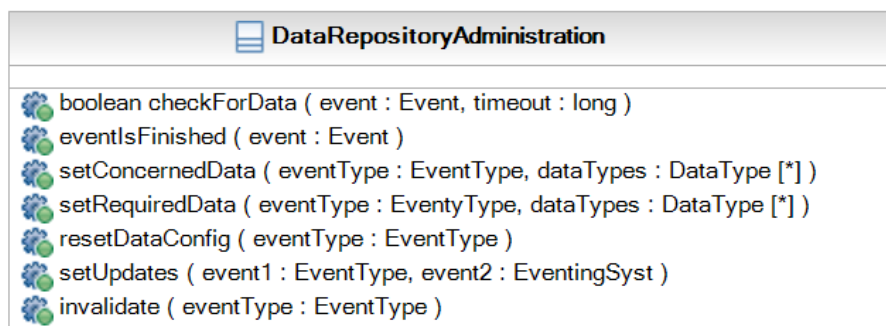 DataRepositoryAdministration
boolean checkForData ( event : Event, timeout : long )
eventIsFinished ( event : Event )
setConcernedData ( eventType : EventType, dataTypes : DataType [*] )
setRequiredData ( eventType : EventyType, dataTypes : DataType [*] )
resetDataConfig ( eventType : EventType )
setUpdates ( event1 : EventType, event2 : EventingSyst )
invalidate ( eventType : EventType )